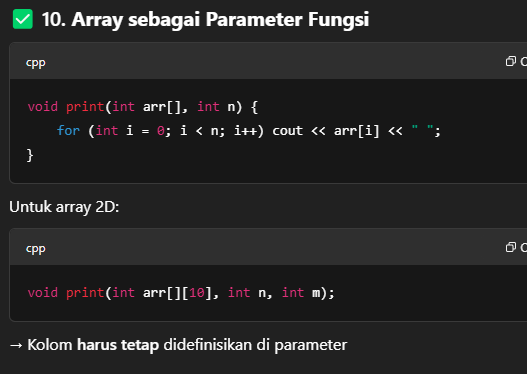 ✅ 10. Array sebagai Parameter Fungsi
cpp
void print(int arr[], int n) {
    for (int i = 0; i < n; i++) cout << arr[i] << " ";
}
Untuk array 2D:
cpp
void print(int arr[][10], int n, int m);
→ Kolom harus tetap didefinisikan di parameter